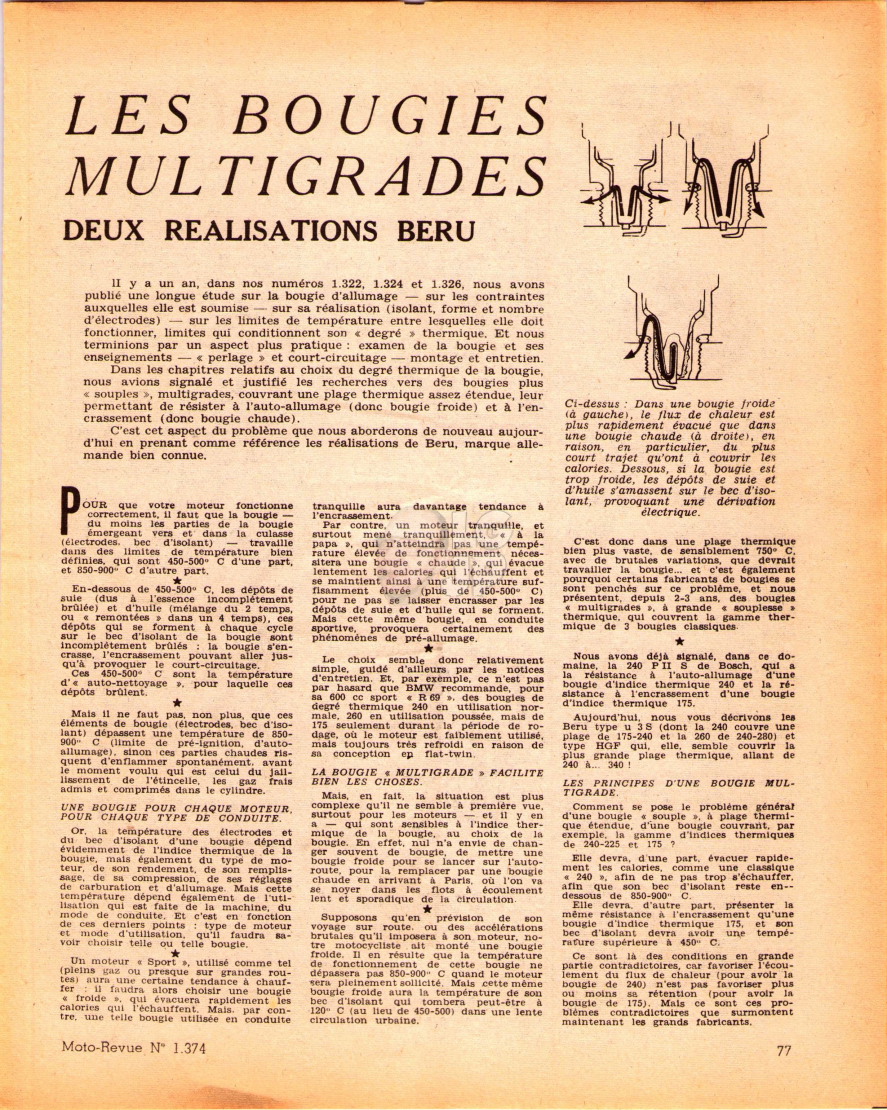 LES BOUGIES
MULTIGRADES
DEUX REALISATIONS BERU
Il y a un an, dans nos numéros 1.322, 1.324 et 1.326, nous avons
publié une longue étude sur la bougie d'allumage — sur les contraintes
auxquelles elle est soumise — sur sa réalisation (isolant, forme et nombre
d'électrodes) — sur les limites de température entre lesquelles elle doit
fonctionner, limites qui conditionnent son « degré » thermique. Et nous
terminions par un aspect plus pratique : examen de la bougie et ses
enseignements — « perlage » et court-circuitage — montage et entretien.
Dans les chapitres relatifs au choix du degré thermique de la bougie,
nous avions signalé et justifié les recherches vers des bougies plus
« souples », multigrades, couvrant une plage thermique assez étendue, leur
permettant de résister à l'auto-allumage (donc bougie froide) et à l'en-
crassement (donc bougie chaude).
C'est cet aspect du problème que nous aborderons de nouveau aujour-
d'hui en prenant comme référence les réalisations de Beru, marque alle-
mande bien connue.
Ci-dessus : Dans une bougie froide
(à gauche), le flux de chaleur est
plus rapidement évacué que dans
une bougie chaude (à droite), en
raison, en particulier, du plus
court trajet qu'ont à couvrir les
calories. Dessous, si la bougie est
trop froide, les dépôts de suie et
d'huile s'amassent sur le bec d'iso-
lant, provoquant une dérivation
électrique.
POUR que votre moteur fonctionne
correctement, il faut que la bougie —
du moins les parties de la bougie
émergeant vers et dans la culasse
(électrodes, bec d'isolant) — travaille
dans des limites de température bien
définies, qui sont 450-500° C d'une part,
et 850-900° C d'autre part.
★
En-dessous de 450-500° C, les dépôts de
suie (due à l'essence incomplètement
brûlée) et d'huile (mélange du 2 temps,
ou « remontées » dans un 4 temps), ces
dépôts qui se forment à chaque cycle
sur le bec d'isolant de la bougie sont
incomplètement brûlés : la bougie s'en-
crasse, l'encrassement pouvant aller jus-
qu'à provoquer le court-circuitage.
Ces 450-500° C sont la température
d'« auto-nettoyage », pour laquelle ces
dépôts brûlent.
★
Mais il ne faut pas, non plus, que ces
éléments de bougie (électrodes, bec d'iso-
lant) dépassent une température de 850-
900° C (limite de pré-ignition, d'auto-
allumage), sinon ces parties chaudes ris-
quent d'enflammer spontanément, avant
le moment voulu qui est celui du jail-
lissement de l'étincelle, les gaz frais
admis et comprimés dans le cylindre.
UNE BOUGIE POUR CHAQUE MOTEUR,
POUR CHAQUE TYPE DE CONDUITE.
Or, la température des électrodes et
du bec d'isolant d'une bougie dépend
évidemment de l'indice thermique de la
bougie, mais également du type de mo-
teur, de son rendement, de son remplis-
sage, de sa compression, de ses réglages
de carburation et d'allumage. Mais cette
température dépend également de l'uti-
lisation qui est faite de la machine, du
mode de conduite. Et c'est en fonction
de ces derniers points : type de moteur
et mode d'utilisation, qu'il faudra sa-
voir choisir telle ou telle bougie.
★
Un moteur « Sport », utilisé comme tel
(pleins gaz ou presque sur grandes rou-
tes) aura une certaine tendance à chauf-
fer : il faudra alors choisir une bougie
« froide », qui évacuera rapidement les
calories qui l'échauffent. Mais, par con-
tre, une telle bougie utilisée en conduite
tranquille aura davantage tendance à
l'encrassement.
Par contre, un moteur tranquille, et
surtout mené tranquillement, « à la
papa », qui n'atteindra pas une tempé-
rature élevée de fonctionnement, néces-
sitera une bougie « chaude », qui évacue
lentement les calories qui l'échauffent et
se maintient ainsi à une température suf-
fisamment élevée (plus de 450-500° C)
pour ne pas se laisser encrasser par les
dépôts de suie et d'huile qui se forment.
Mais cette même bougie, en conduite
sportive, provoquera certainement des
phénomènes de pré-allumage.
★
Le choix semble donc relativement
simple, guidé d'ailleurs par les notices
d'entretien. Et, par exemple, ce n'est pas
par hasard que BMW recommande, pour
sa 600 cc sport « R 69 », des bougies de
degré thermique 240 en utilisation nor-
male, 260 en utilisation poussée, mais de
175 seulement durant la période de ro-
dage, où le moteur est faiblement utilisé,
mais toujours très refroidi en raison de
sa conception en flat-twin.
LA BOUGIE « MULTIGRADE » FACILITE
BIEN LES CHOSES.
Mais, en fait, la situation est plus
complexe qu'il ne semble à première vue,
surtout pour les moteurs — et il y en
a — qui sont sensibles à l'indice ther-
mique de la bougie, au choix de la
bougie. En effet, nul n'a envie de chan-
ger souvent de bougie, de mettre une
bougie froide pour se lancer sur l'auto-
route, pour la remplacer par une bougie
chaude en arrivant à Paris, où l'on va
se noyer dans les flots à écoulement
lent et sporadique de la circulation.
★
Supposons qu'en prévision de son
voyage sur route, ou des accélérations
brutales qu'il imposera à son moteur, no-
tre motocycliste ait monté une bougie
froide. Il en résulte que la température
de fonctionnement de cette bougie ne
dépassera pas 850-900° C quand le moteur
sera pleinement sollicité. Mais cette même
bougie froide aura la température de son
bec d'isolant qui tombera peut-être à
120° C (au lieu de 450-500) dans une lente
circulation urbaine.
C'est donc dans une plage thermique
bien plus vaste, de sensiblement 750° C,
avec de brutales variations, que devrait
travailler la bougie... et c'est également
pourquoi certains fabricants de bougies se
sont penchés sur ce problème, et nous
présentent, depuis 2-3 ans, des bougies
« multigrades », à grande « souplesse »
thermique, qui couvrent la gamme ther-
mique de 3 bougies classiques.
★
Nous avons déjà signalé, dans ce do-
maine, la 240 P II S de Bosch, qui a
la résistance à l'auto-allumage d'une
bougie d'indice thermique 240 et la ré-
sistance à l'encrassement d'une bougie
d'indice thermique 175.
Aujourd'hui, nous vous décrivons les
Beru type u 3 S (dont la 240 couvre une
plage de 175-240 et la 260 de 240-280) et
type HGF qui, elle, semble couvrir la
plus grande plage thermique, allant de
240 à... 340 !
LES PRINCIPES D'UNE BOUGIE MUL-
TIGRADE.
Comment se pose le problème général
d'une bougie « souple », à plage thermi-
que étendue, d'une bougie couvrant, par
exemple, la gamme d'indices thermiques
de 240-225 et 175 ?
Elle devra, d'une part, évacuer rapide-
ment les calories, comme une classique
« 240 », afin de ne pas trop s'échauffer,
afin que son bec d'isolant reste en--
dessous de 850-900° C.
Elle devra, d'autre part, présenter la
même résistance à l'encrassement qu'une
bougie d'indice thermique 175, et son
bec d'isolant devra avoir une tempé-
rature supérieure à 450° C.
Ce sont là des conditions en grande
partie contradictoires, car favoriser l'écou-
lement du flux de chaleur (pour avoir la
bougie de 240) n'est pas favoriser plus
ou moins sa rétention (pour avoir la
bougie de 175). Mais ce sont ces pro-
blèmes contradictoires que surmontent
maintenant les grands fabricants.
Moto-Revue N° 1.374
77